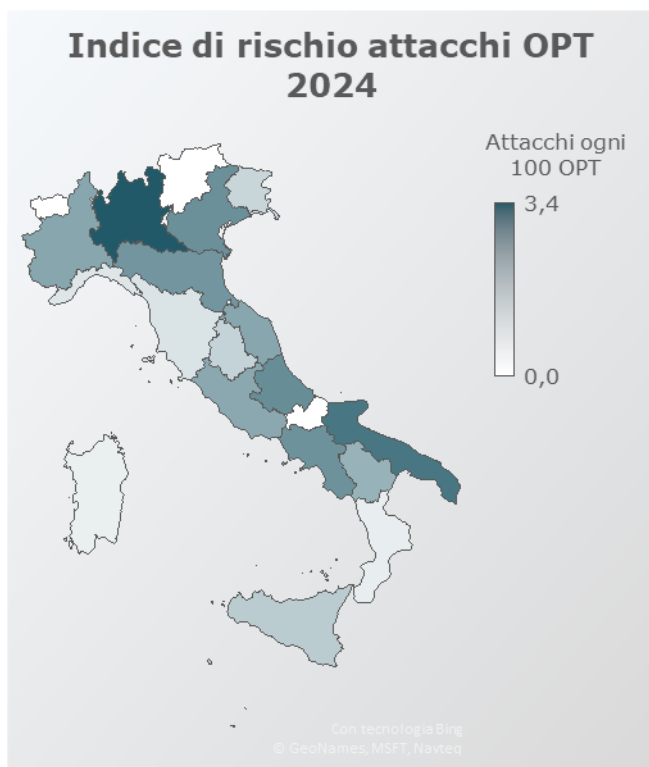 Indice di rischio attacchi OPT
2024
Attacchi ogni
100 OPT
3,4
0,0
Con tecnologia Bing
© GeoNames, MSFT, Navteq